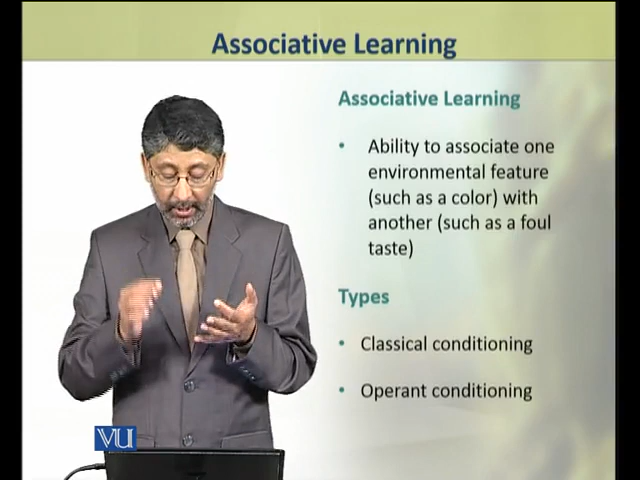 Associative Learning
Associative Learning
• Ability to associate one
environmental feature
(such as a color) with
another (such as a foul
taste)
Types
• Classical conditioning
• Operant conditioning
VU